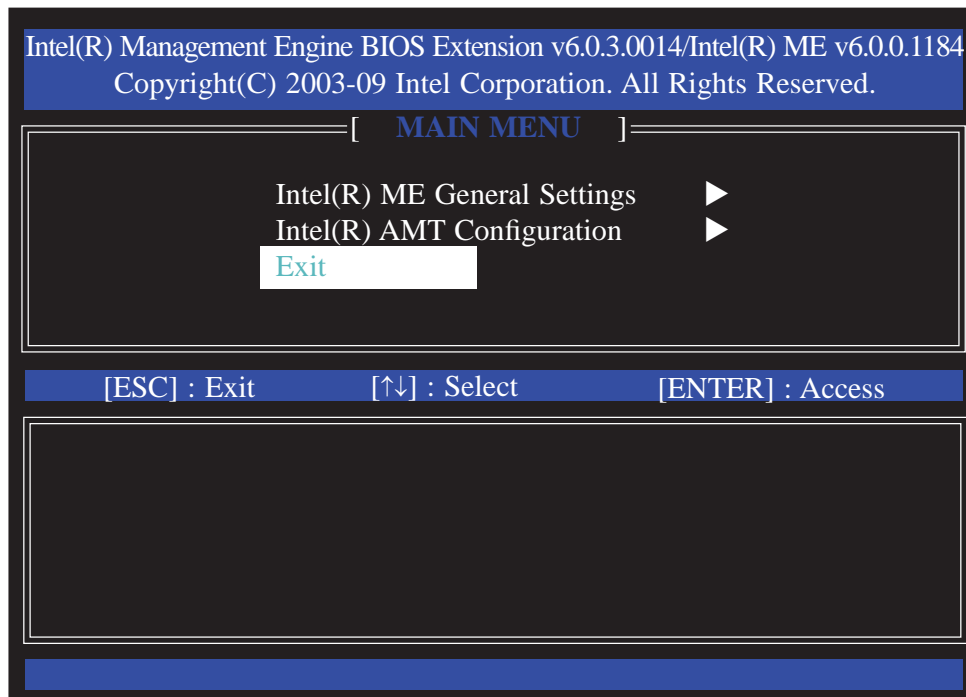 Intel(R) Management Engine BIOS Extension v6.0.3.0014/Intel(R) ME v6.0.0.1184
Copyright(C) 2003-09 Intel Corporation. All Rights Reserved.
[ MAIN MENU ]
Intel(R) ME General Settings ▶
Intel(R) AMT Configuration ▶
Exit
[ESC] : Exit [↑↓] : Select [ENTER] : Access